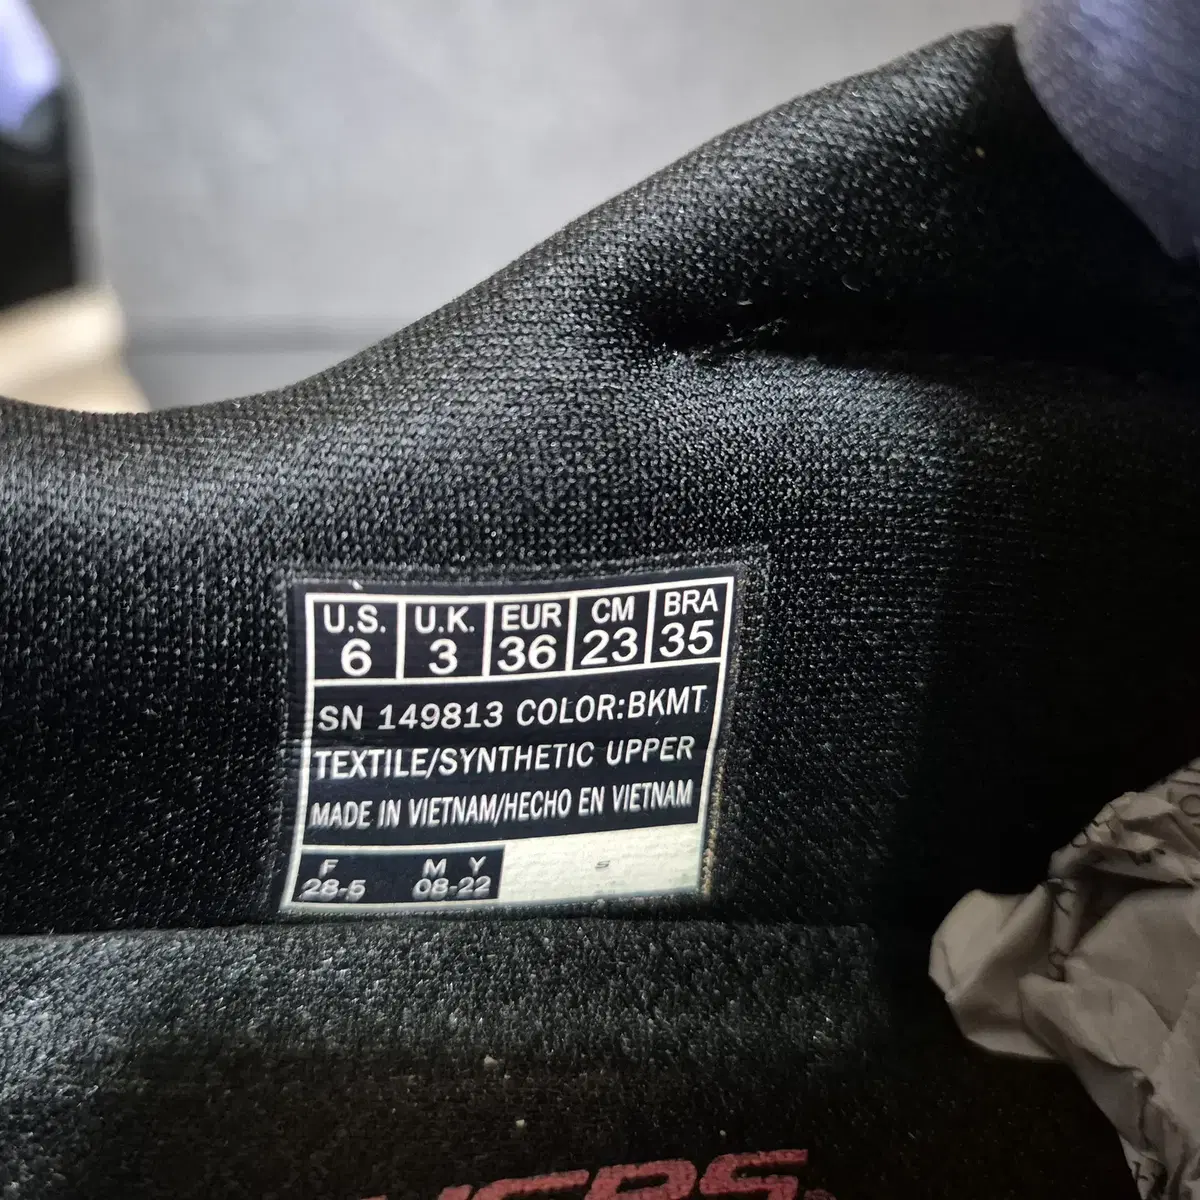 U.S. U.K. EUR CM BRA
6 3 36 23 35
SN 149813 COLOR:BKMT
TEXTILE/SYNTHETIC UPPER
MADE IN VIETNAM/HECHO EN VIETNAM
F M Y
28-5 08-22
S